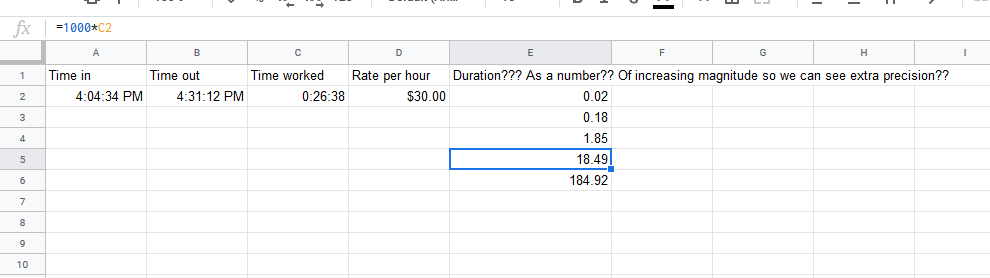 fx =1000*C2
A B C D E F G H I
1 Time in Time out Time worked Rate per hour Duration??? As a number?? Of increasing magnitude so we can see extra precision??
2 4:04:34 PM 4:31:12 PM 0:26:38 $30.00 0.02
3 0.18
4 1.85
5 18.49
6 184.92
7
8
9
10